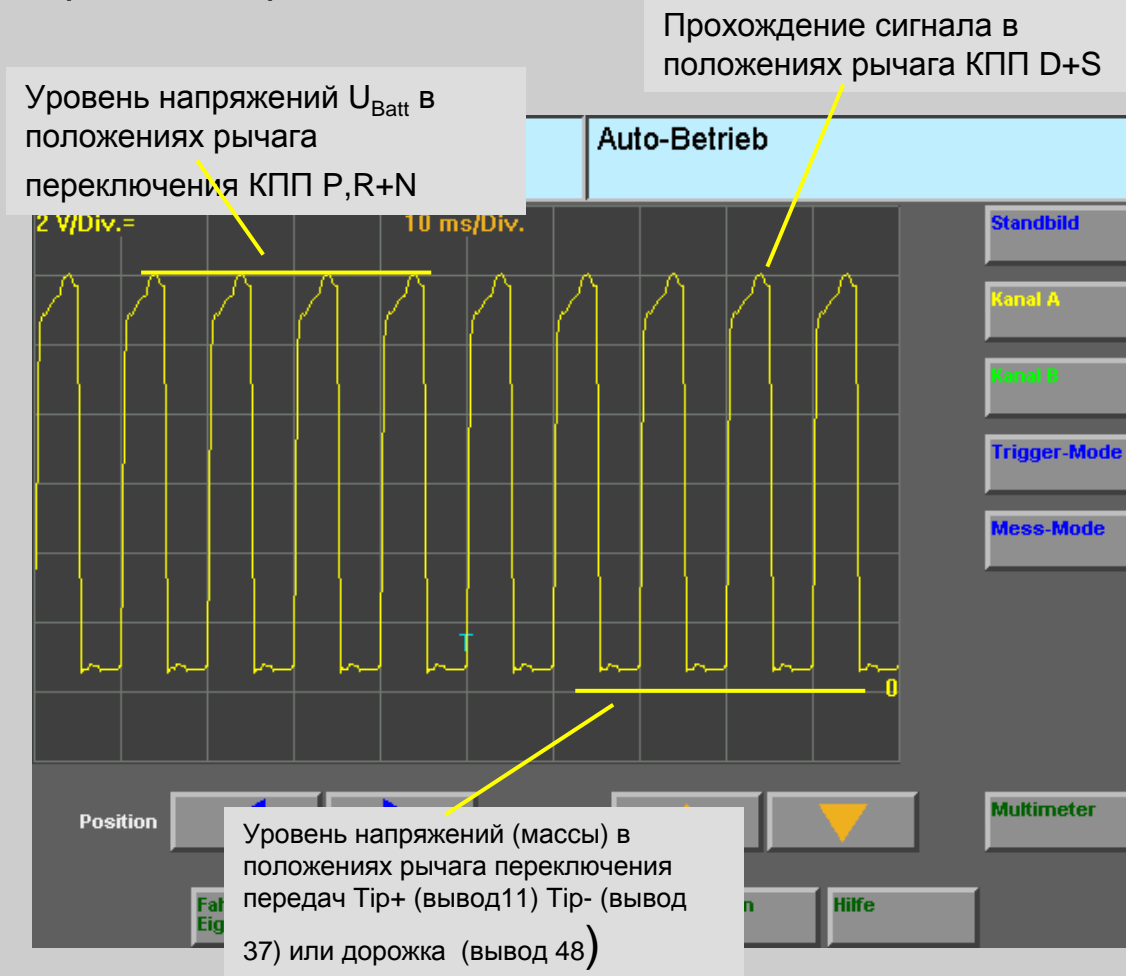 Прохождение сигнала в
положениях рычага КПП D+S
Уровень напряжений U_Batt в
положениях рычага
переключения КПП P,R+N
Auto-Betrieb
2 V/Div.=
10 ms/Div.
Standbild
Kanal A
Kanal B
Trigger-Mode
Mess-Mode
T
0
Position
Multimeter
Уровень напряжений (массы) в
положениях рычага переключения
передач Tip+ (вывод11) Tip- (вывод
37) или дорожка (вывод 48)
Hilfe